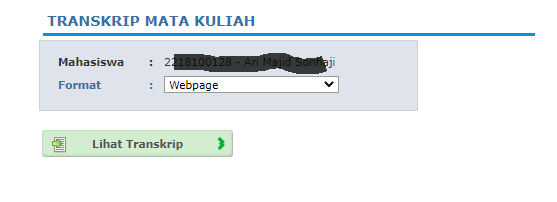 TRANSKRIP MATA KULIAH
Mahasiswa :
Format : Webpage
Lihat Transkrip